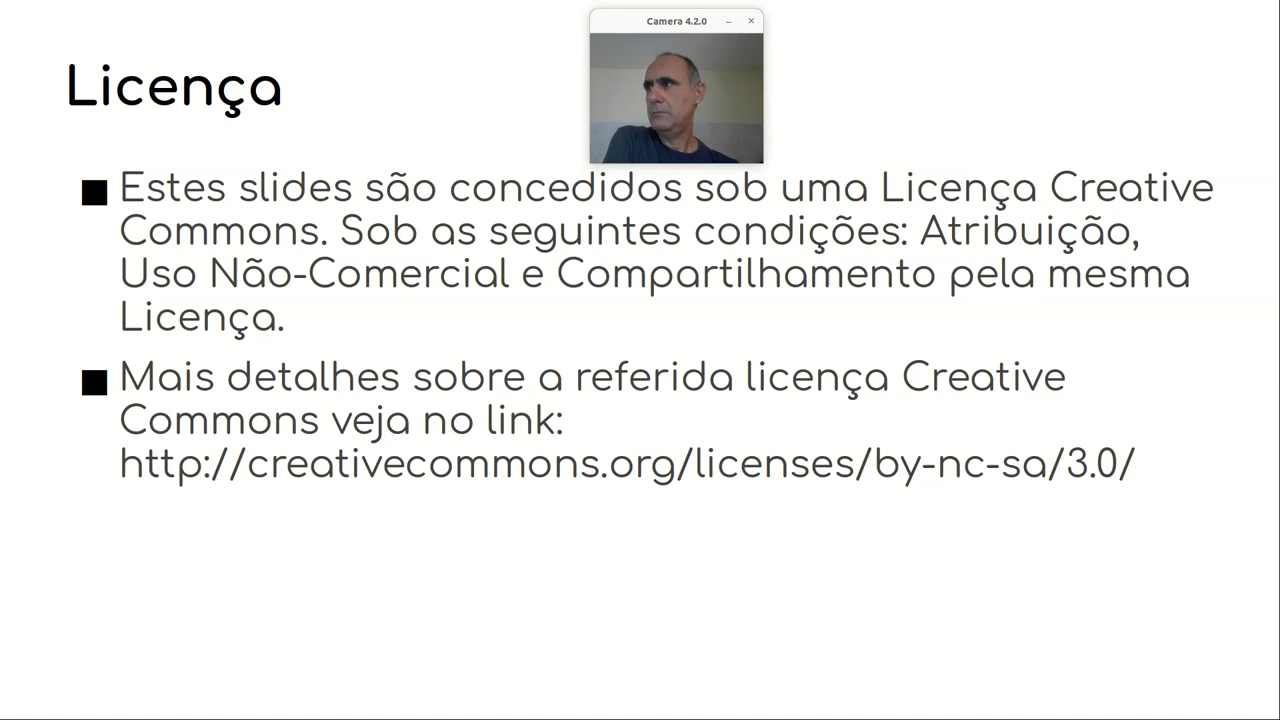 Camera 4.2.0
Licença
Estes slides são concedidos sob uma Licença Creative
Commons. Sob as seguintes condições: Atribuição,
Uso Não-Comercial e Compartilhamento pela mesma
Licença.
Mais detalhes sobre a referida licença Creative
Commons veja no link:
http://creativecommons.org/licenses/by-nc-sa/3.0/